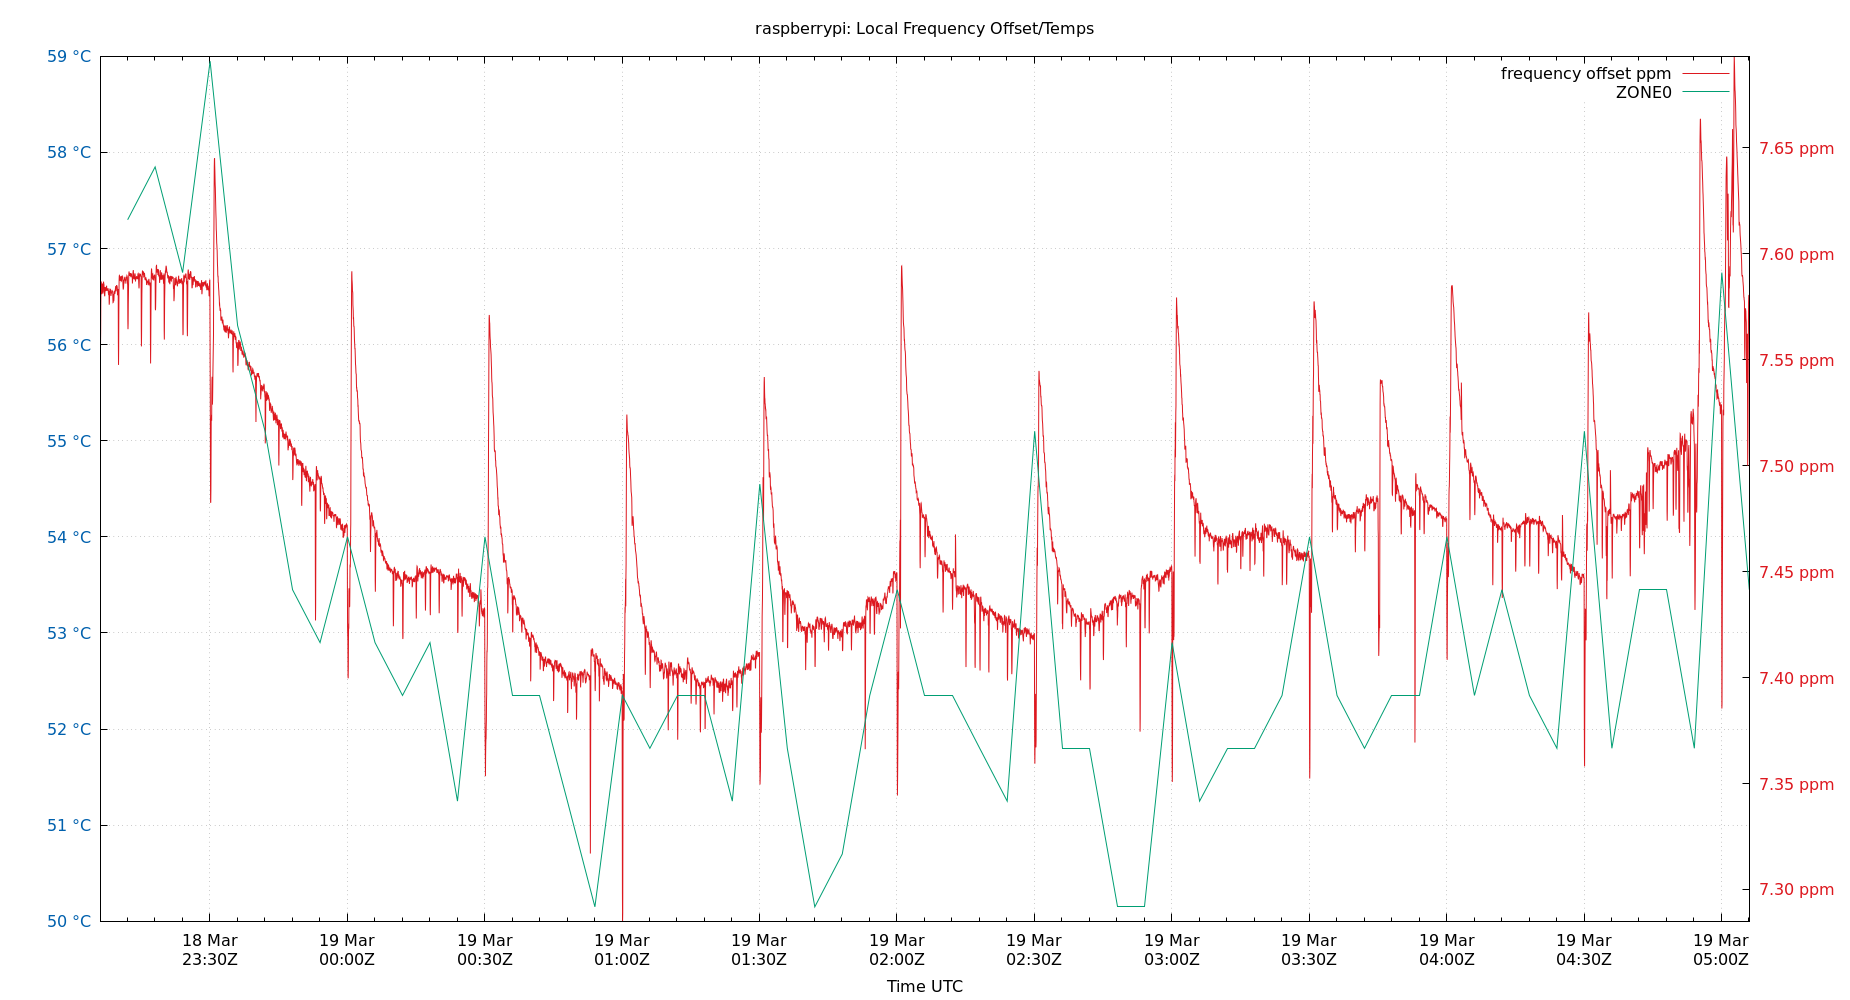 raspberrypi: Local Frequency Offset/Temps
frequency offset ppm
ZONE0
59 °C
58 °C
57 °C
56 °C
55 °C
54 °C
53 °C
52 °C
51 °C
50 °C
7.65 ppm
7.60 ppm
7.55 ppm
7.50 ppm
7.45 ppm
7.40 ppm
7.35 ppm
7.30 ppm
18 Mar 19 Mar 19 Mar 19 Mar 19 Mar 19 Mar 19 Mar 19 Mar 19 Mar 19 Mar 19 Mar 19 Mar
23:30Z 00:00Z 00:30Z 01:00Z 01:30Z 02:00Z 02:30Z 03:00Z 03:30Z 04:00Z 04:30Z 05:00Z
Time UTC